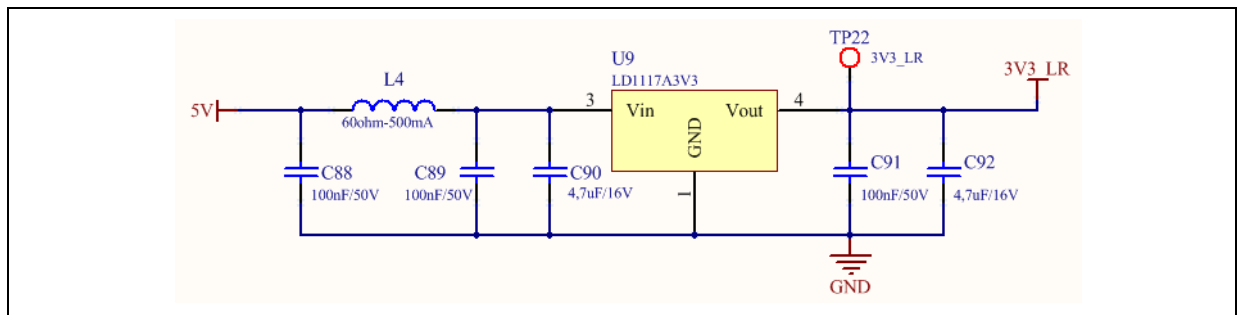 TP22
3V3_LR
U9
LD1117A3V3
3V3_LR
L4
60ohm-500mA
5V
3
Vin
Vout
4
GND
1
C88
100nF/50V
C89
100nF/50V
C90
4,7uF/16V
C91
100nF/50V
C92
4,7uF/16V
GND